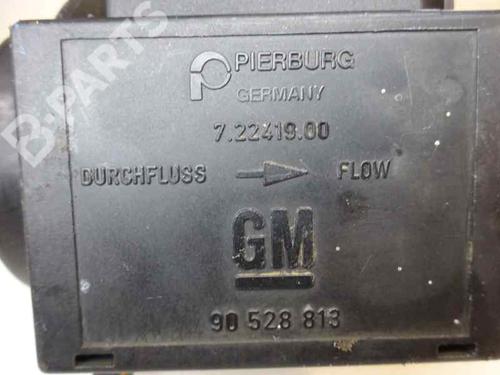 PIERBURG
GERMANY
7.22419.00
DURCHFLUSS FLOW
GM
90 528 813
B-PARTS